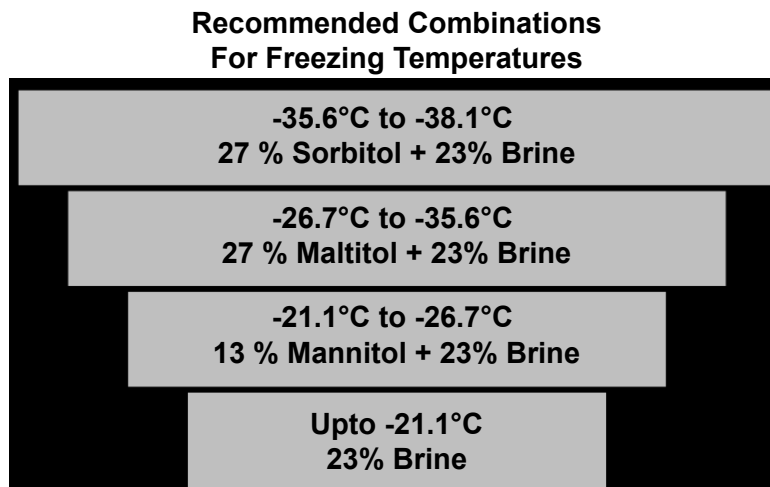 Recommended Combinations
For Freezing Temperatures
-35.6°C to -38.1°C
27 % Sorbitol + 23% Brine
-26.7°C to -35.6°C
27 % Maltitol + 23% Brine
-21.1°C to -26.7°C
13 % Mannitol + 23% Brine
Upto -21.1°C
23% Brine